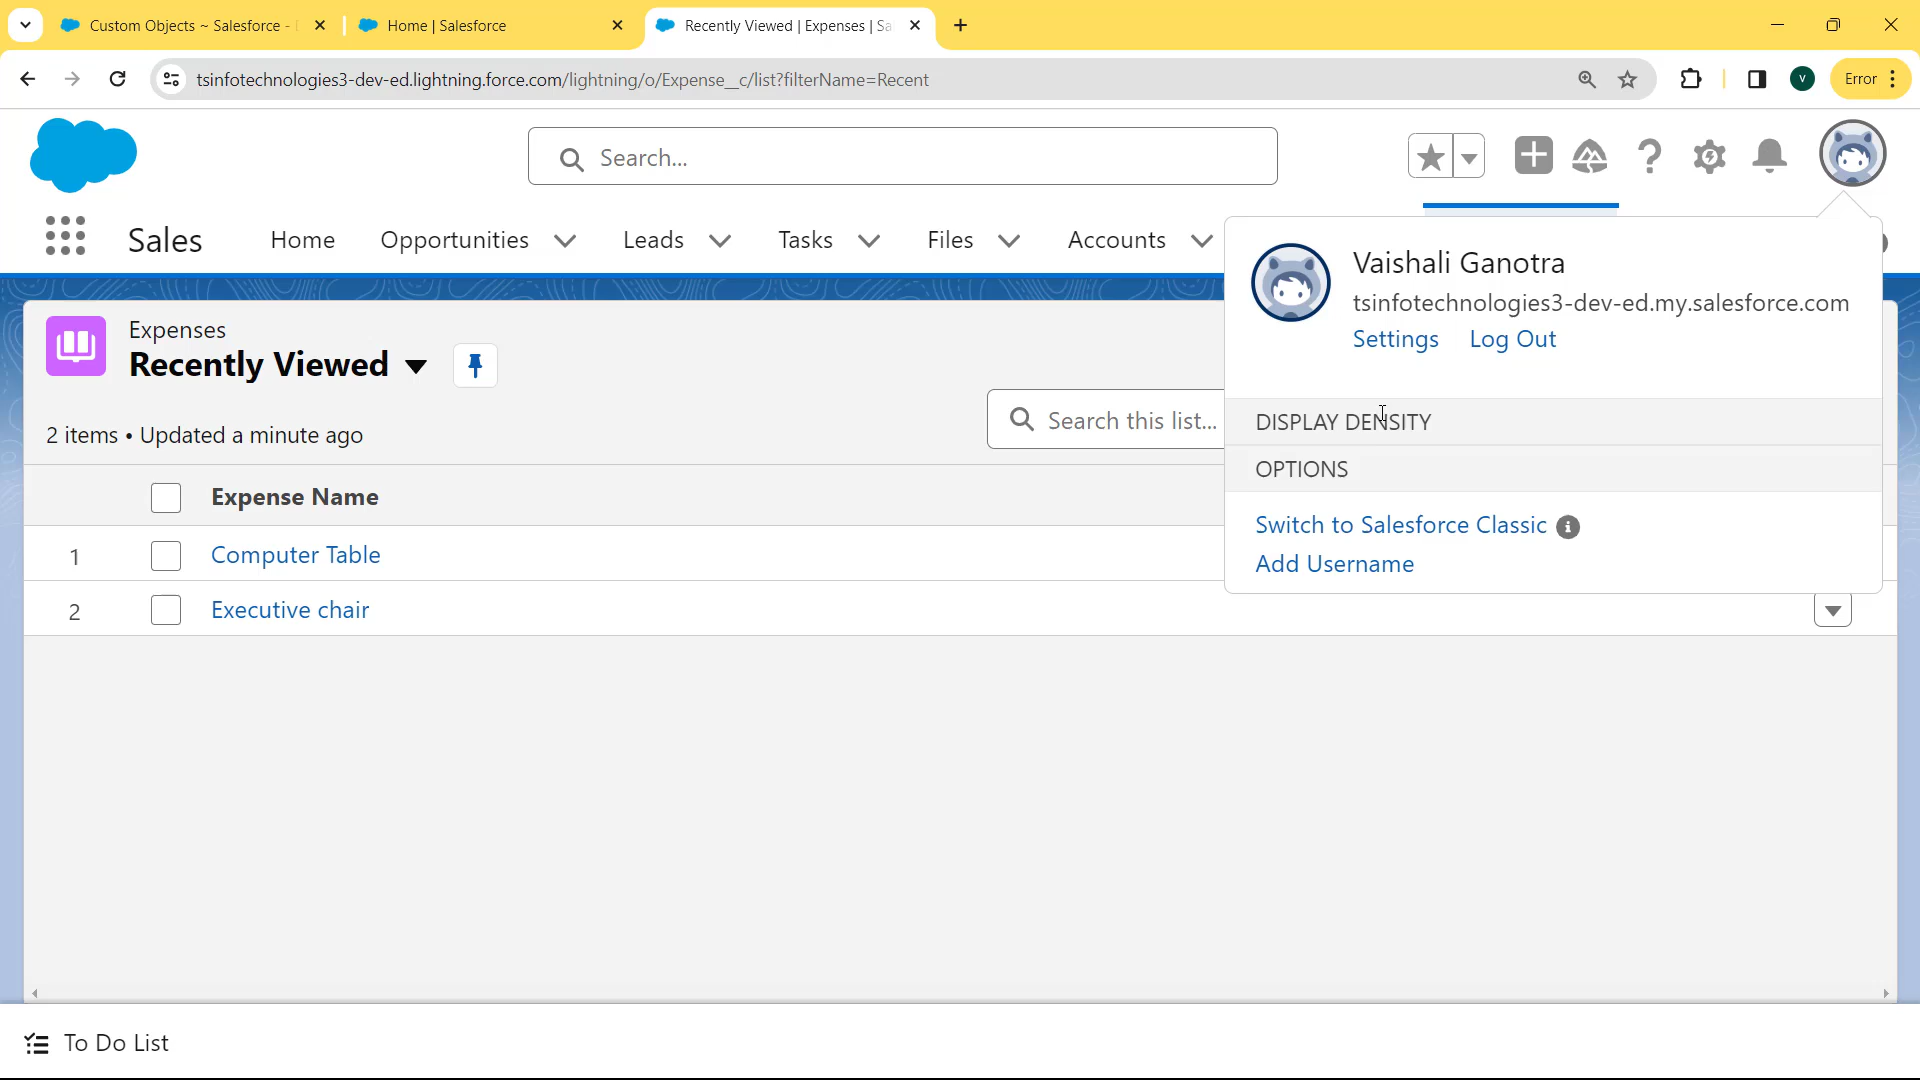 Custom Objects ~ Salesforce -
Home | Salesforce
Recently Viewed | Expenses | Sa
tsinfotechnologies3-dev-ed.lightning.force.com/lightning/o/Expense__c/list?filterName=Recent
V
Error
Search...
Sales
Home
Opportunities
Leads
Tasks
Files
Accounts
Vaishali Ganotra
tsinfotechnologies3-dev-ed.my.salesforce.com
Settings Log Out
DISPLAY DENSITY
OPTIONS
Switch to Salesforce Classic
Add Username
Expenses
Recently Viewed
2 items • Updated a minute ago
Search this list...
Expense Name
1 Computer Table
2 Executive chair
To Do List